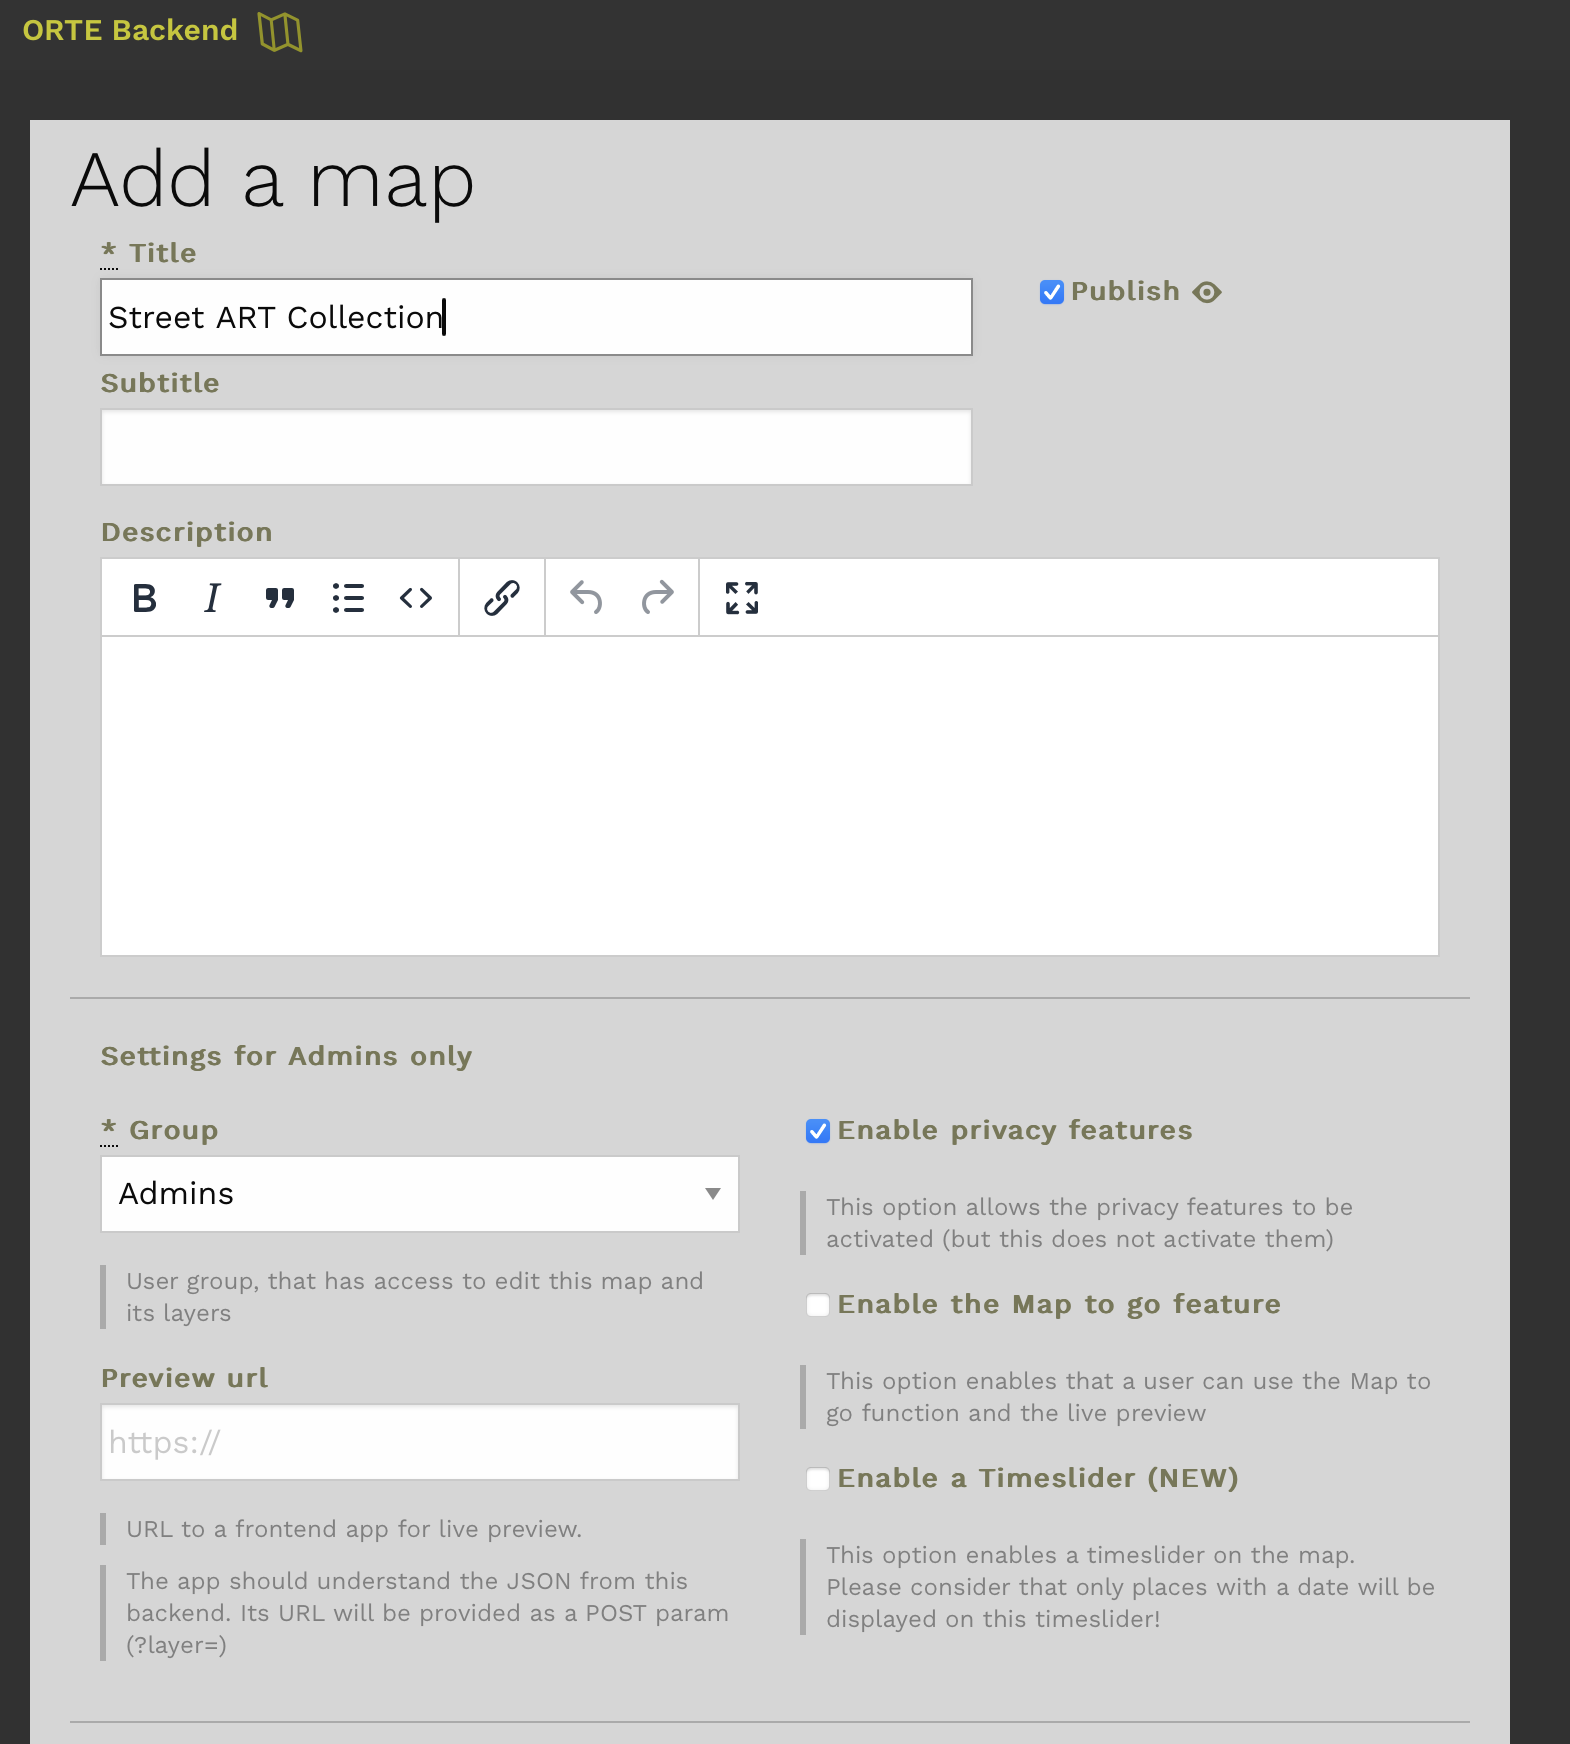 ORTE Backend
Add a map
* Title
Street ART Collection
Publish
Subtitle
Description
B I
Settings for Admins only
* Group
Admins
User group, that has access to edit this map and
its layers
Preview url
https://
URL to a frontend app for live preview.
The app should understand the JSON from this
backend. Its URL will be provided as a POST param
(?layer=)
Enable privacy features
This option allows the privacy features to be
activated (but this does not activate them)
Enable the Map to go feature
This option enables that a user can use the Map to
go function and the live preview
Enable a Timeslider (NEW)
This option enables a timeslider on the map.
Please consider that only places with a date will be
displayed on this timeslider!